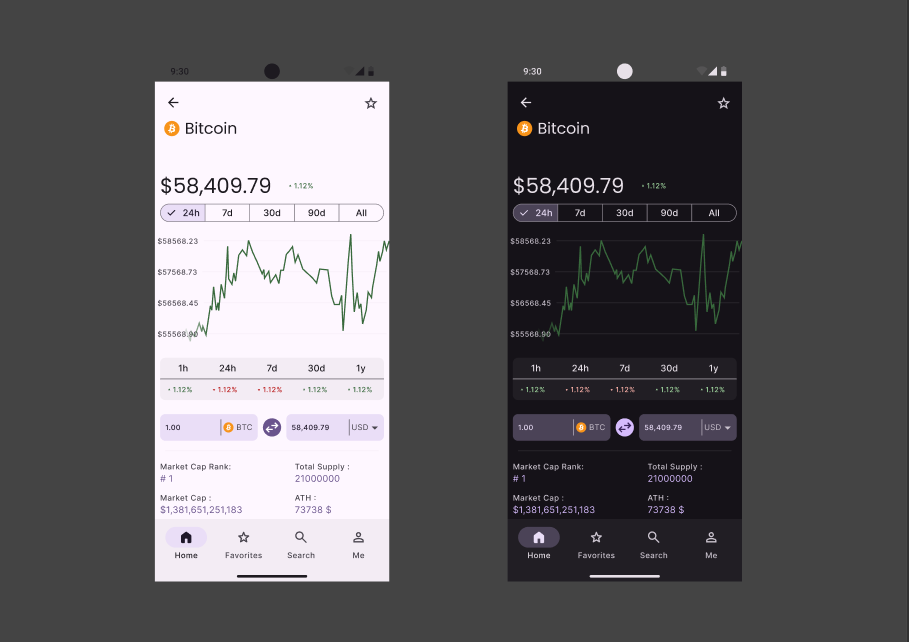 9:30
Bitcoin
$58,409.79 1.12%
24h 7d 30d 90d All
$58568.23
$57568.73
$56568.45
$55568.90
1h 24h 7d 30d 1y
1.12% 1.12% 1.12% 1.12% 1.12%
1.00 BTC 58,409.79 USD
Market Cap Rank: Total Supply :
# 1 21000000
Market Cap : ATH :
$1,381,651,251,183 73738 $
Home Favorites Search Me
9:30
Bitcoin
$58,409.79 1.12%
24h 7d 30d 90d All
$58568.23
$57568.73
$56568.45
$55568.90
1h 24h 7d 30d 1y
1.12% 1.12% 1.12% 1.12% 1.12%
1.00 BTC 58,409.79 USD
Market Cap Rank: Total Supply :
# 1 21000000
Market Cap : ATH :
$1,381,651,251,183 73738 $
Home Favorites Search Me